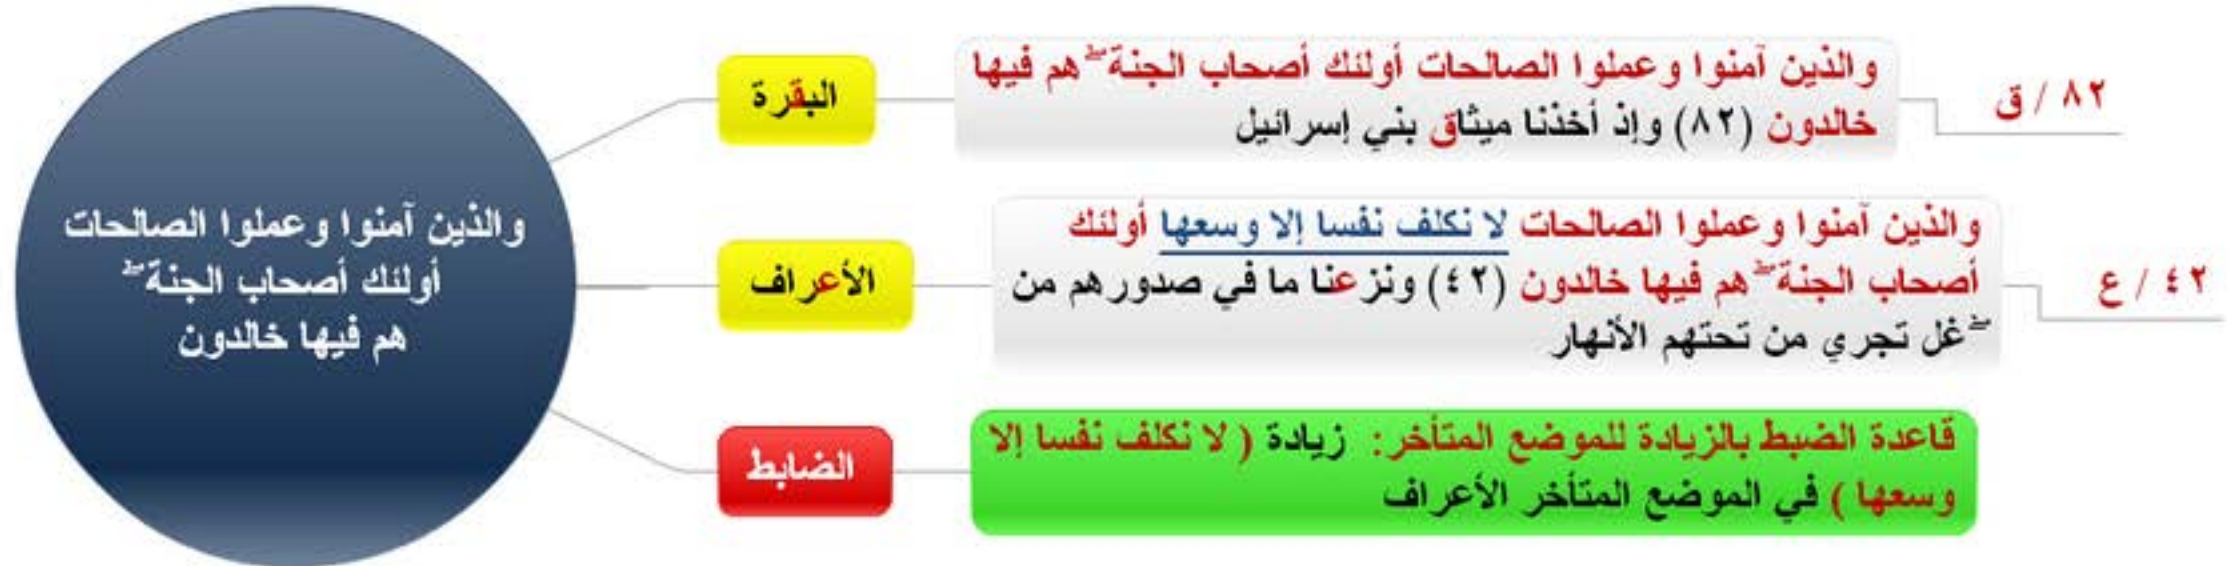 والذين آمنوا وعملوا الصالحات
أولئك أصحاب الجنة ۖ
هم فيها خالدون
البقرة
والذين آمنوا وعملوا الصالحات أولئك أصحاب الجنة ۖ هم فيها
خالدون (٨٢) وإذ أخذنا ميثاق بني إسرائيل
٨٢ / ق
الأعراف
والذين آمنوا وعملوا الصالحات لا نكلف نفسا إلا وسعها أولئك
أصحاب الجنة ۖ هم فيها خالدون (٤٢) ونزعنا ما في صدورهم من
ۖ غل تجري من تحتهم الأنهار
٤٢ / ع
الضابط
قاعدة الضبط بالزيادة للموضع المتأخر: زيادة ( لا نكلف نفسا إلا
وسعها ) في الموضع المتأخر الأعراف